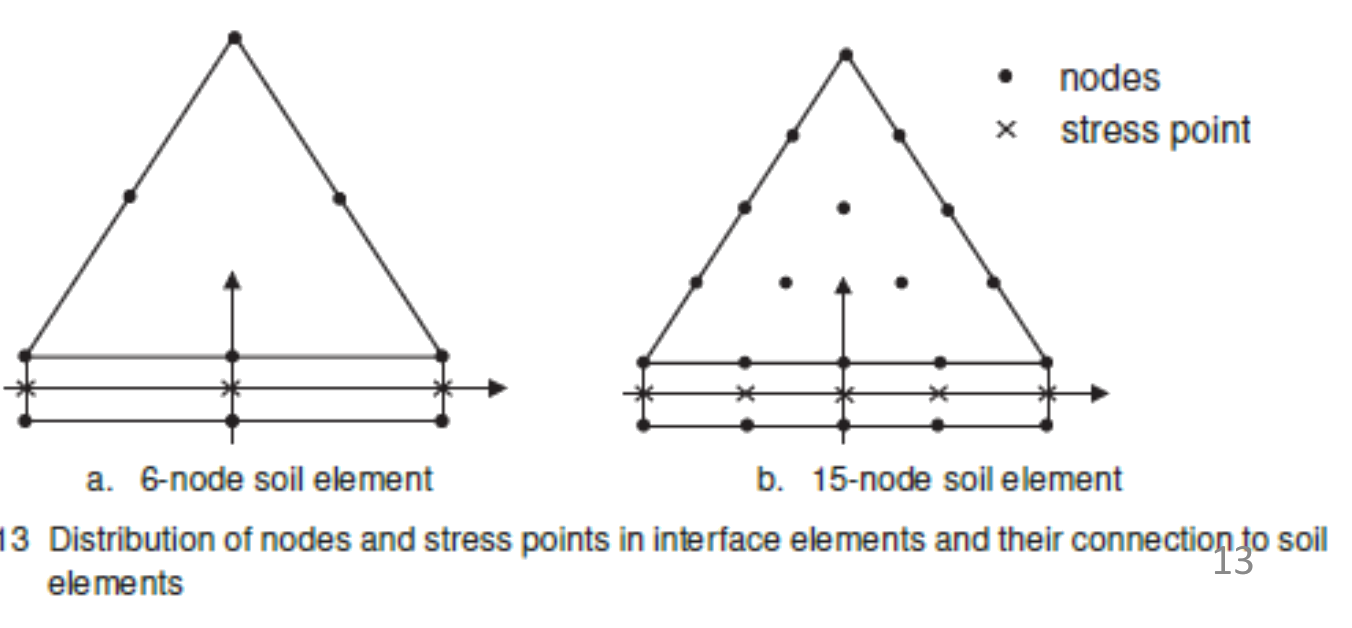 nodes
stress point
a. 6-node soil element
b. 15-node soil element
13 Distribution of nodes and stress points in interface elements and their connection to soil
elements
13